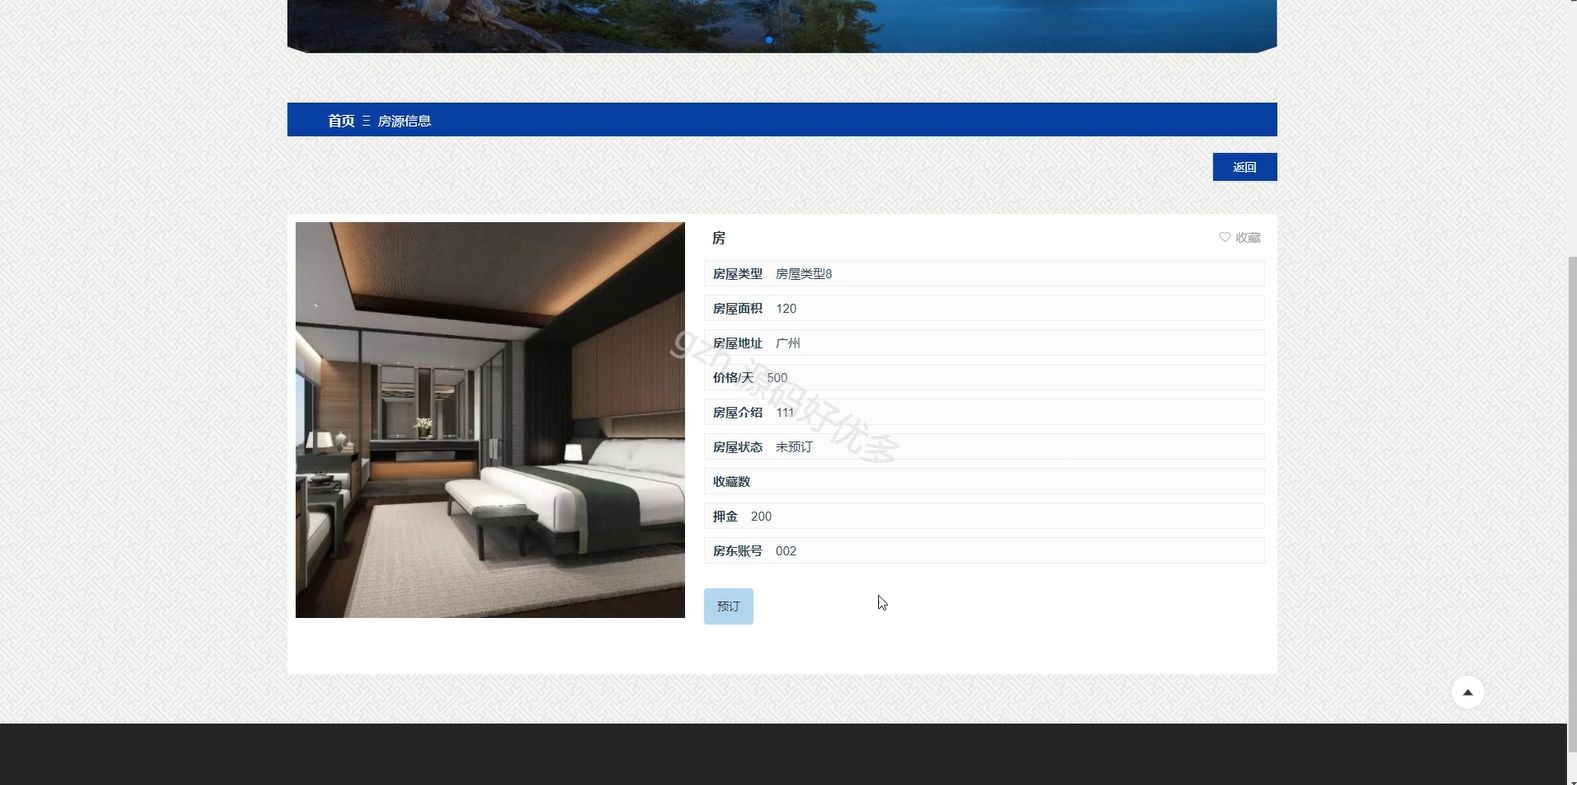 首页 Ξ 房源信息
返回
房
♡ 收藏
房屋类型 房屋类型8
房屋面积 120
房屋地址 广州
价格/天 500
房屋介绍 111
房屋状态 未预订
收藏数
押金 200
房东账号 002
预订
gzh 源码好优多